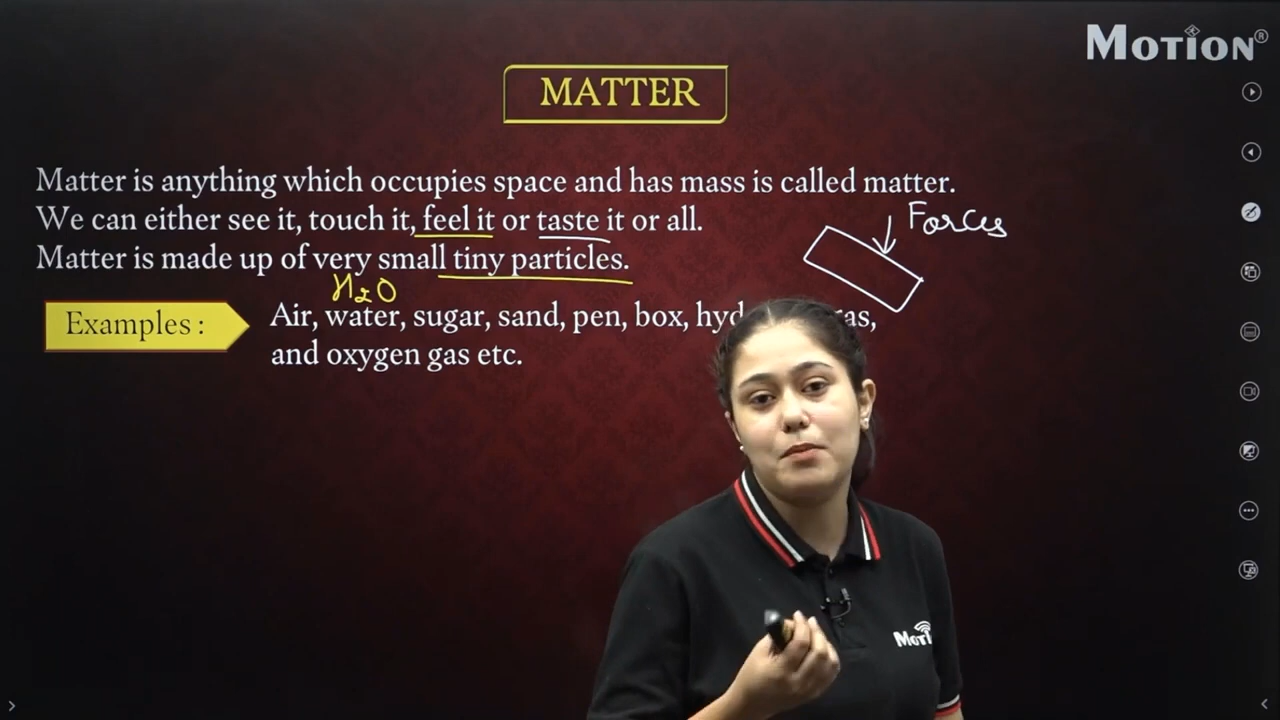 MOTION®
MATTER
Matter is anything which occupies space and has mass is called matter.
We can either see it, touch it, feel it or taste it or all.
Forces
Matter is made up of very small tiny particles.
H2O
Examples :
Air, water, sugar, sand, pen, box, as,
and oxygen gas etc.